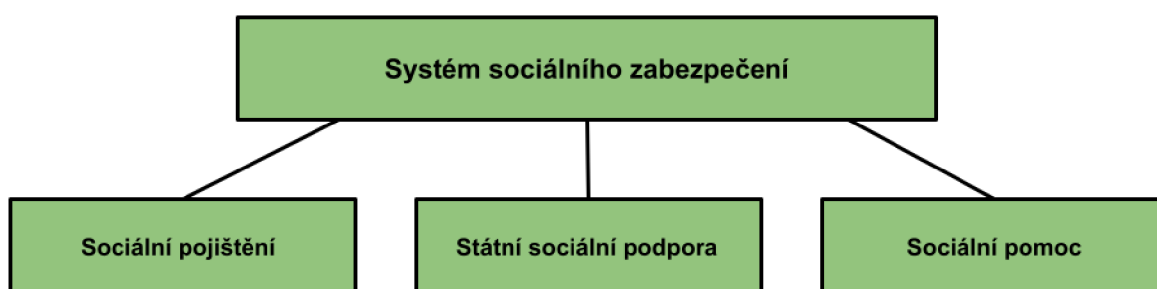 Systém sociálního zabezpečení
Sociální pojištění
Státní sociální podpora
Sociální pomoc